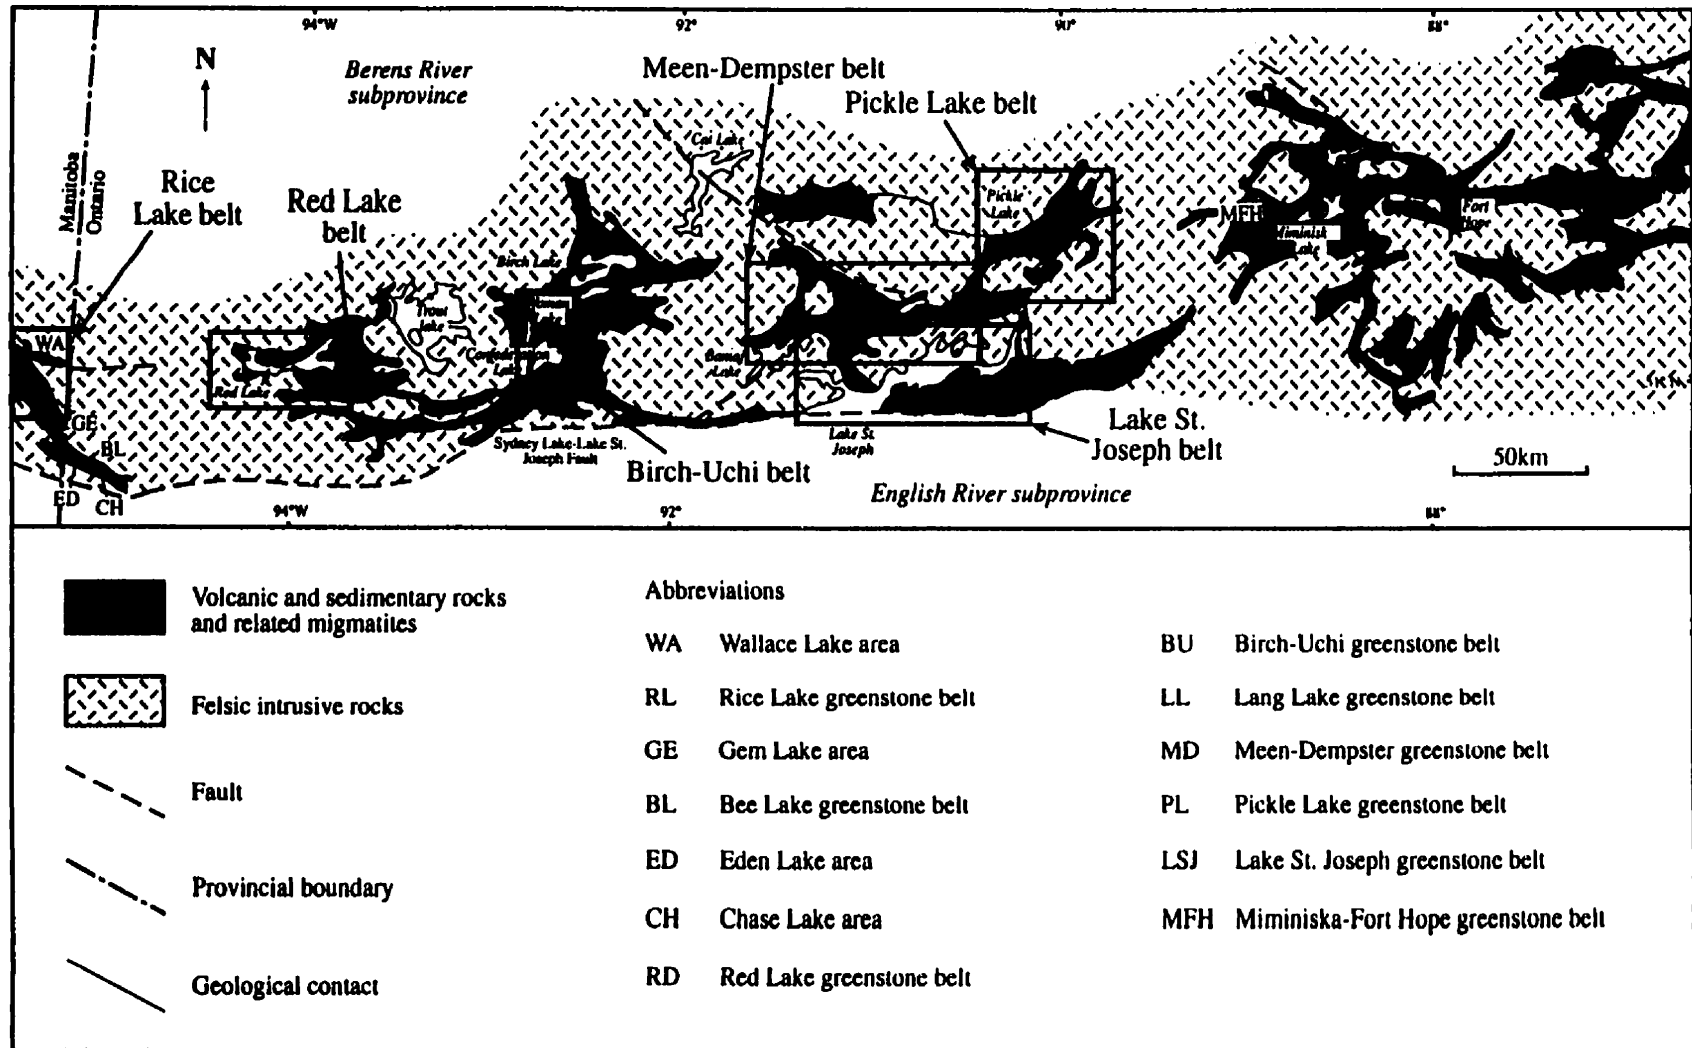 94°W
92°
90°
88°
N
Berens River
subprovince
Meen-Dempster belt
Pickle Lake belt
Manitoba
Ontario
Rice
Lake belt
Red Lake
belt
Cat Lake
Pickle
Lake
Birch Lake
Trout
Lake
Confederation
Lake
Red Lake
WA
GE
BL
ED
CH
MFH
Miminisk
Lake
Fort
Hope
Lake St.
Joseph
Sydney Lake-Lake St.
Joseph Fault
Birch-Uchi belt
Lake St.
Joseph belt
English River subprovince
50km
94°W
92°
88°
Volcanic and sedimentary rocks
and related migmatites
Felsic intrusive rocks
Fault
Provincial boundary
Geological contact
Abbreviations
WA Wallace Lake area
RL Rice Lake greenstone belt
GE Gem Lake area
BL Bee Lake greenstone belt
ED Eden Lake area
CH Chase Lake area
RD Red Lake greenstone belt
BU Birch-Uchi greenstone belt
LL Lang Lake greenstone belt
MD Meen-Dempster greenstone belt
PL Pickle Lake greenstone belt
LSJ Lake St. Joseph greenstone belt
MFH Miminiska-Fort Hope greenstone belt